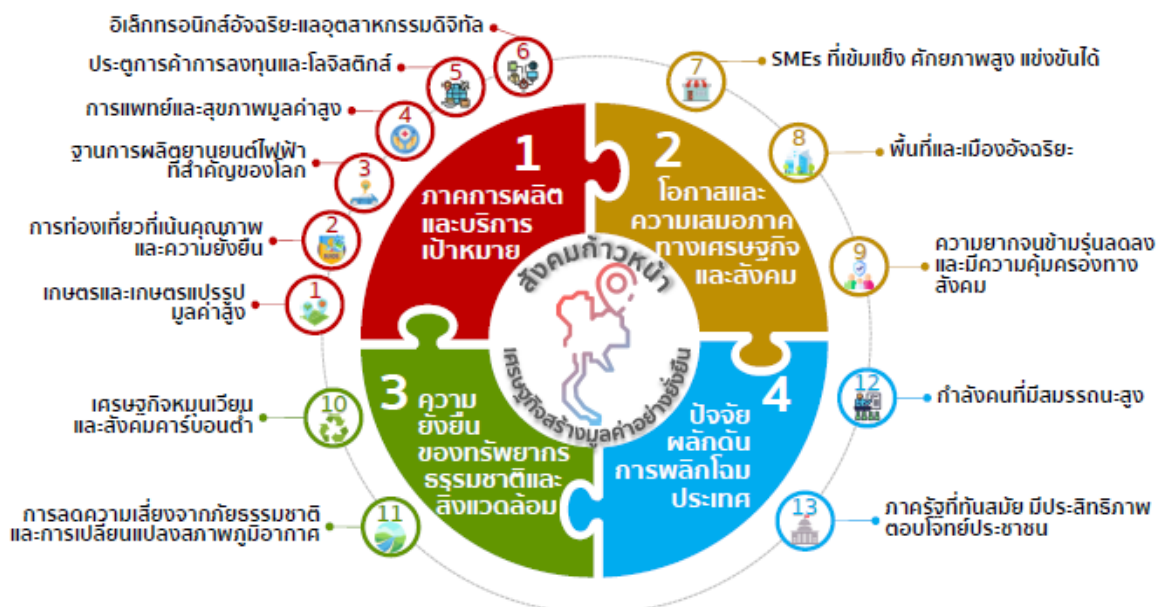 อิเล็กทรอนิกส์อัจฉริยะและอุตสาหกรรมดิจิทัล
6
ประตูการค้าการลงทุนและโลจิสติกส์
5
การแพทย์และสุขภาพมูลค่าสูง
4
ฐานการผลิตยานยนต์ไฟฟ้า
ที่สำคัญของโลก
3
การท่องเที่ยวที่เน้นคุณภาพ
และความยั่งยืน
2
เกษตรและเกษตรแปรรูป
มูลค่าสูง
1
1
ภาคการผลิต
และบริการ
เป้าหมาย
7
SMEs ที่เข้มแข็ง ศักยภาพสูง แข่งขันได้
8
พื้นที่และเมืองอัจฉริยะ
9
ความยากจนข้ามรุ่นลดลง
และมีความคุ้มครองทาง
สังคม
2
โอกาสและ
ความเสมอภาค
ทางเศรษฐกิจ
และสังคม
สังคมก้าวหน้า
เศรษฐกิจสร้างมูลค่าอย่างยั่งยืน
10
เศรษฐกิจหมุนเวียน
และสังคมคาร์บอนต่ำ
11
การลดความเสี่ยงจากภัยธรรมชาติ
และการเปลี่ยนแปลงสภาพภูมิอากาศ
3 ความ
ยั่งยืน
ของทรัพยากร
ธรรมชาติและ
สิ่งแวดล้อม
4
ปัจจัย
ผลักดัน
การพลิกโฉม
ประเทศ
12
กำลังคนที่มีสมรรถนะสูง
13
ภาครัฐที่ทันสมัย มีประสิทธิภาพ
ตอบโจทย์ประชาชน